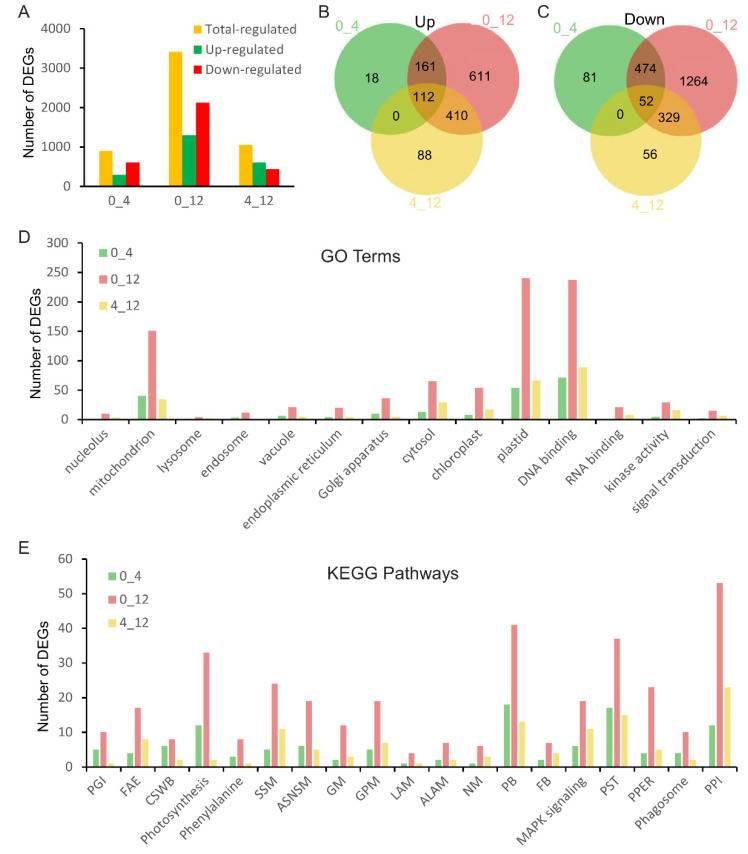 A
Number of DEGs
4000
3000
2000
1000
0
Total-regulated
Up-regulated
Down-regulated
0_4
0_12
4_12
B
Up
0_4
0_12
18
161
611
112
0
410
88
4_12
C
Down
0_4
0_12
81
474
1264
52
0
329
56
4_12
D
GO Terms
Number of DEGs
300
250
200
150
100
50
0
0_4
0_12
4_12
nucleolus
mitochondrion
lysosome
endosome
vacuole
endoplasmic reticulum
Golgi apparatus
cytosol
chloroplast
plastid
DNA binding
RNA binding
kinase activity
signal transduction
E
KEGG Pathways
Number of DEGs
60
50
40
30
20
10
0
0_4
0_12
4_12
PGI
FAE
CSWB
Photosynthesis
Phenylalanine
SSM
ASNSM
GM
GPM
LAM
ALAM
NM
PB
FB
MAPK signaling
PST
PPER
Phagosome
PPI